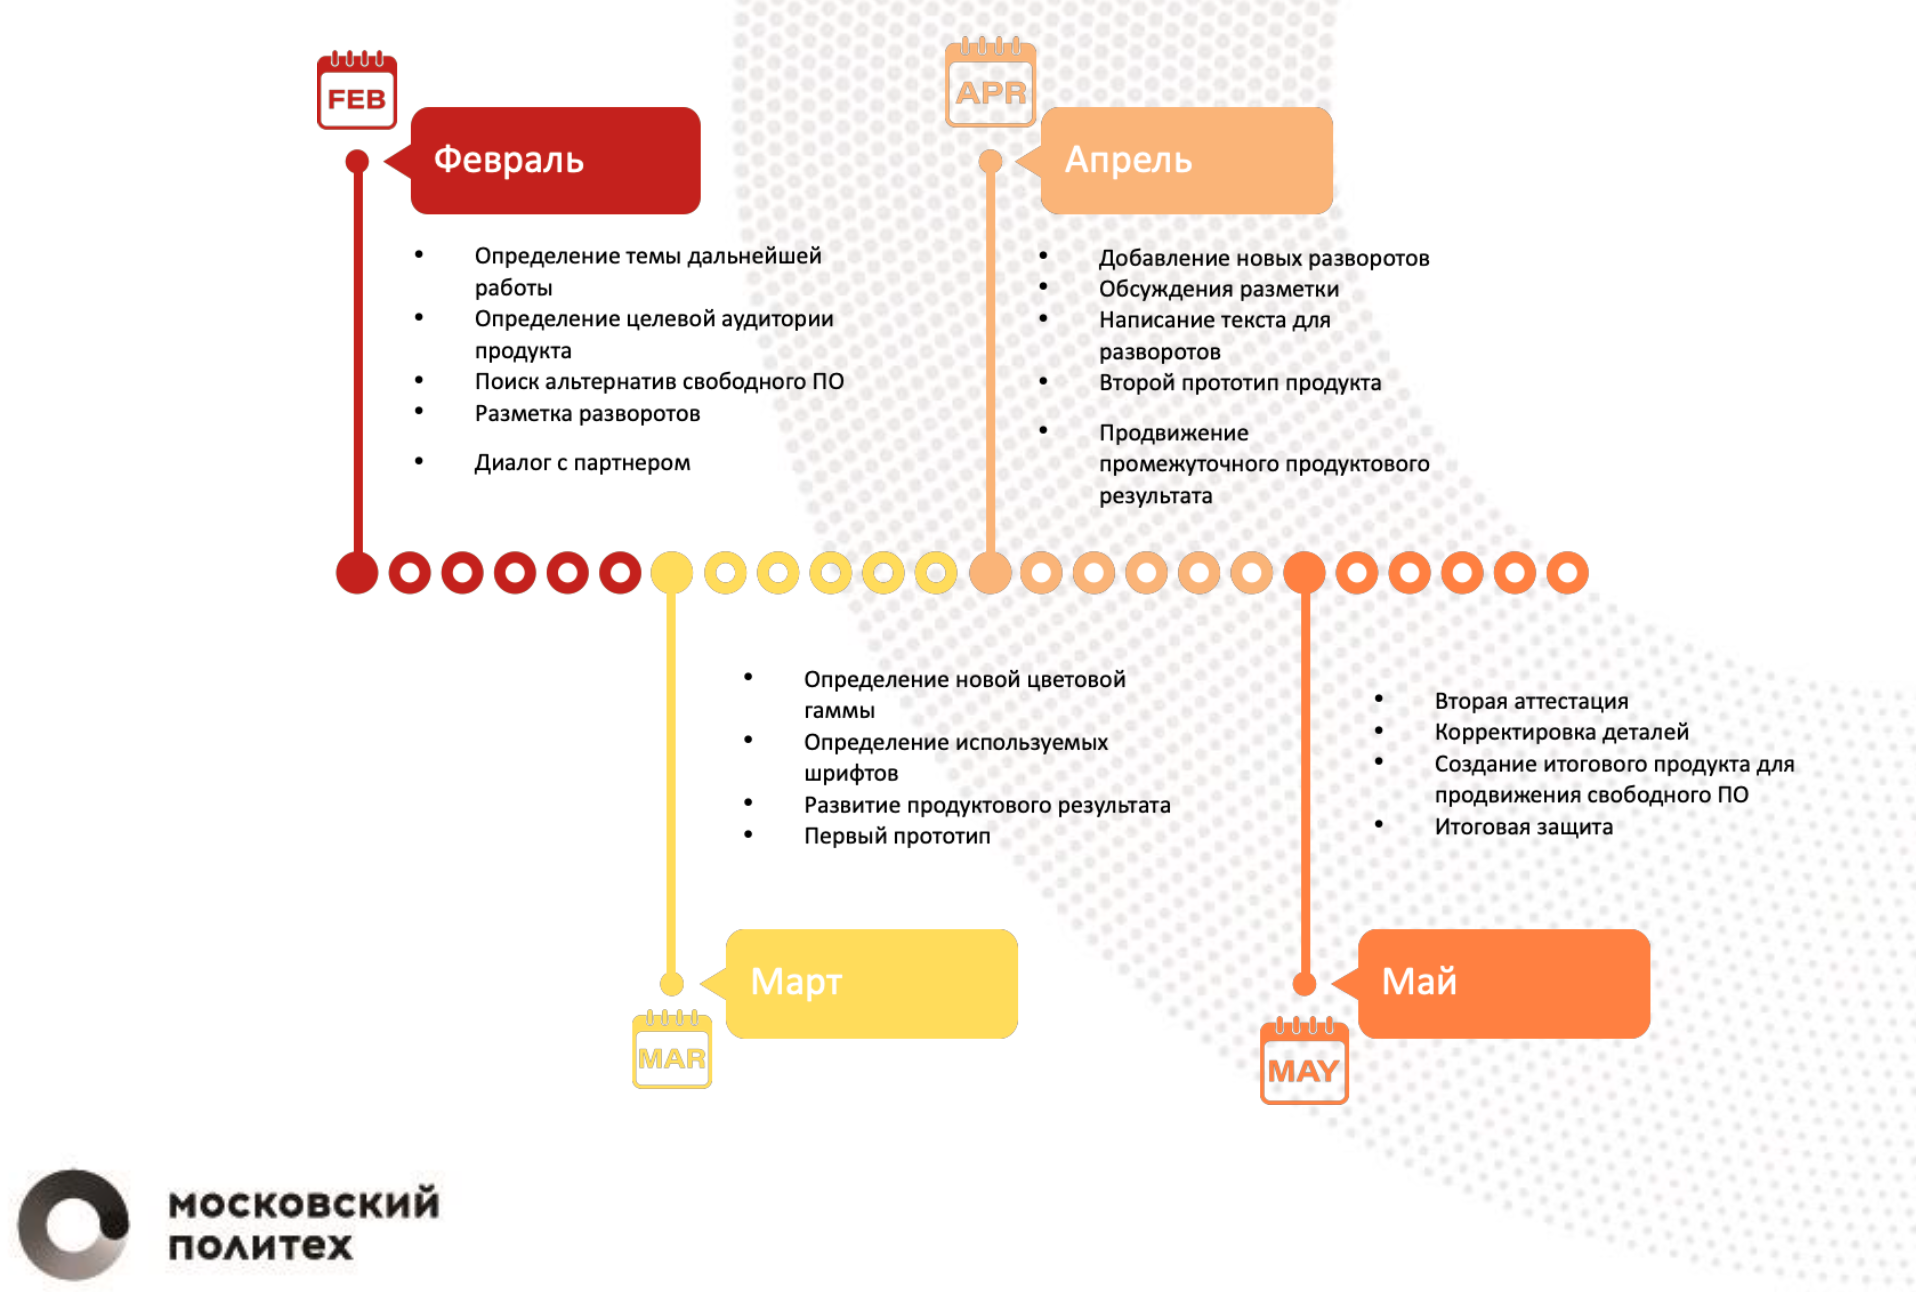 FEB
Февраль
• Определение темы дальнейшей
работы
• Определение целевой аудитории
продукта
• Поиск альтернатив свободного ПО
• Разметка разворотов
• Диалог с партнером
APR
Апрель
• Добавление новых разворотов
• Обсуждения разметки
• Написание текста для
разворотов
• Второй прототип продукта
• Продвижение
промежуточного продуктового
результата
• Определение новой цветовой
гаммы
• Определение используемых
шрифтов
• Развитие продуктового результата
• Первый прототип
Март
MAR
• Вторая аттестация
• Корректировка деталей
• Создание итогового продукта для
продвижения свободного ПО
• Итоговая защита
Май
MAY
МОСКОВСКИЙ
ПОЛИТЕХ